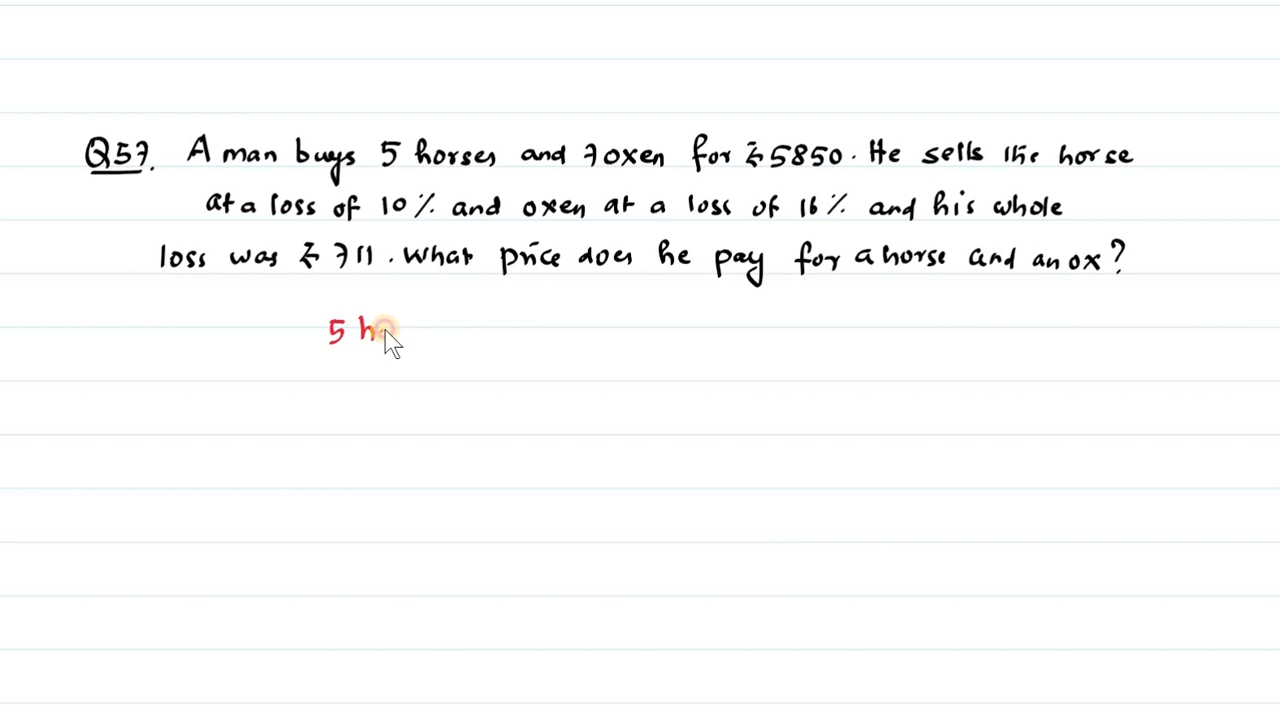 Q57. A man buys 5 horses and 7 oxen for ₹5850. He sells the horse
at a loss of 10% and oxen at a loss of 16% and his whole
loss was ₹711. What price does he pay for a horse and an ox?
5 h